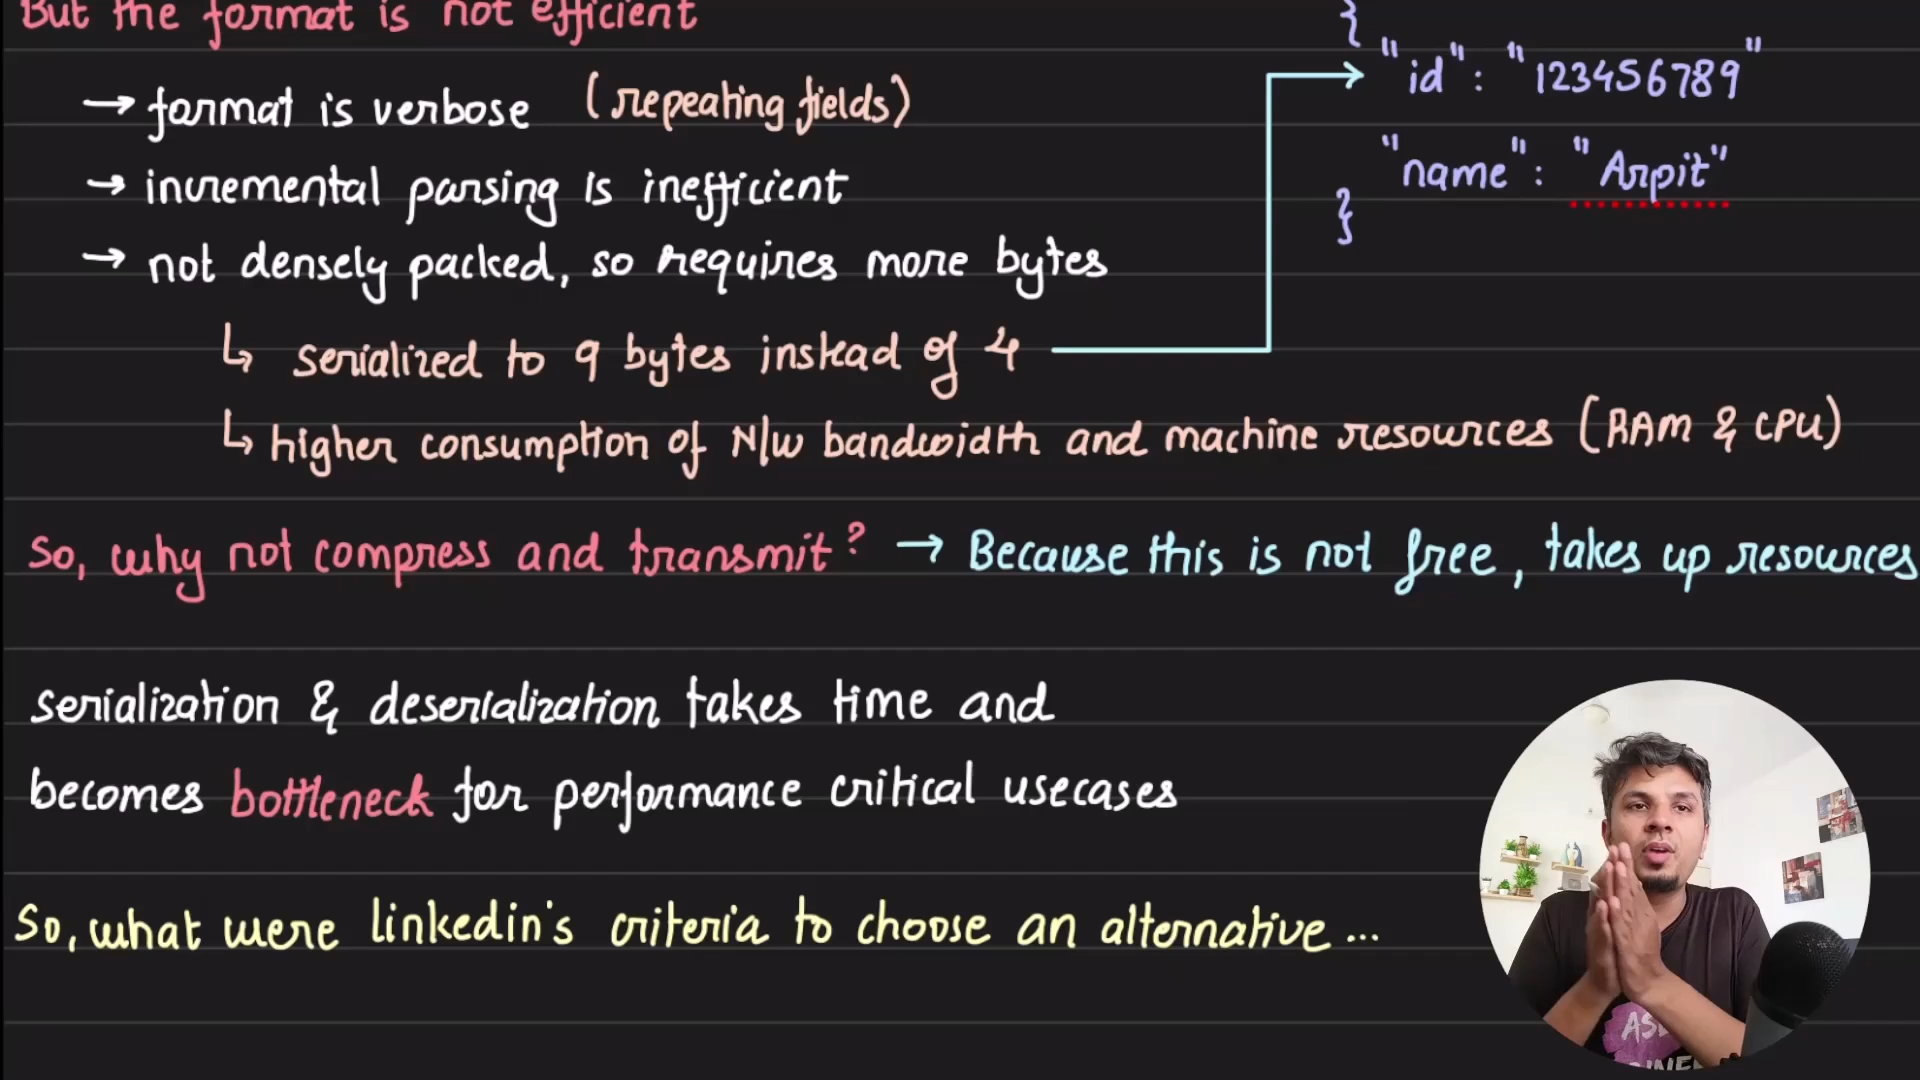 But the format is not efficient
→ format is verbose (repeating fields)
→ incremental parsing is inefficient
→ not densely packed, so requires more bytes
↳ serialized to 9 bytes instead of 4
↳ higher consumption of N/w bandwidth and machine resources (RAM & CPU)
{
"id": "123456789"
"name": "Arpit"
}
So, why not compress and transmit? → Because this is not free, takes up resources
serialization & deserialization takes time and
becomes bottleneck for performance critical usecases
So, what were linkedin's criteria to choose an alternative ...